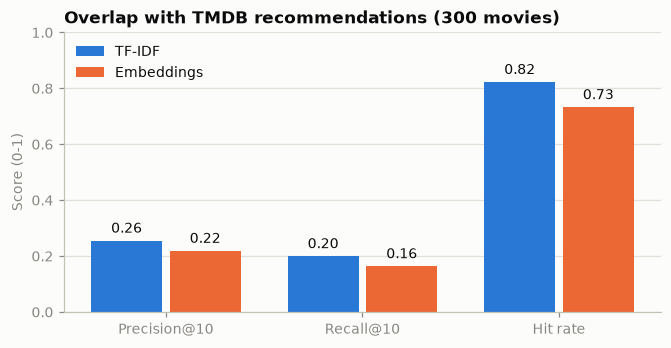 Overlap with TMDB recommendations (300 movies)
1.0
0.8
0.6
0.4
0.2
0.0
Score (0-1)
TF-IDF
Embeddings
0.26
0.22
0.20
0.16
0.82
0.73
Precision@10
Recall@10
Hit rate